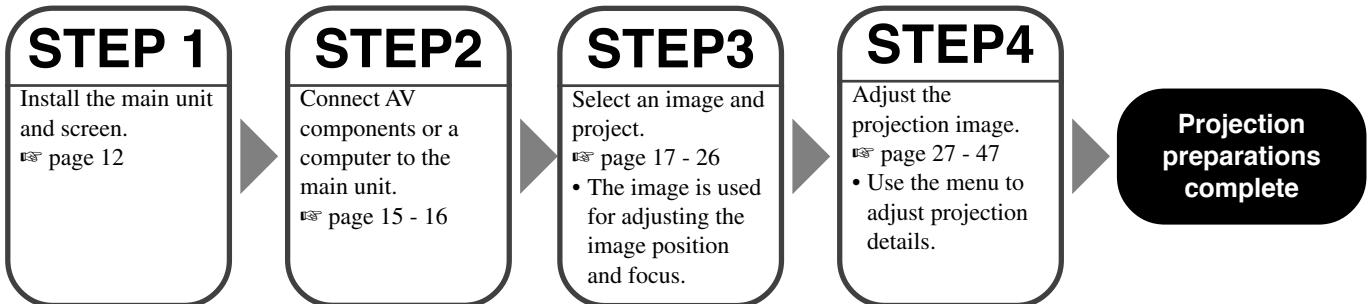 STEP 1
Install the main unit
and screen.
☞ page 12
STEP2
Connect AV
components or a
computer to the
main unit.
☞ page 15 - 16
STEP3
Select an image and
project.
☞ page 17 - 26
• The image is used
for adjusting the
image position
and focus.
STEP4
Adjust the
projection image.
☞ page 27 - 47
• Use the menu to
adjust projection
details.
Projection
preparations
complete